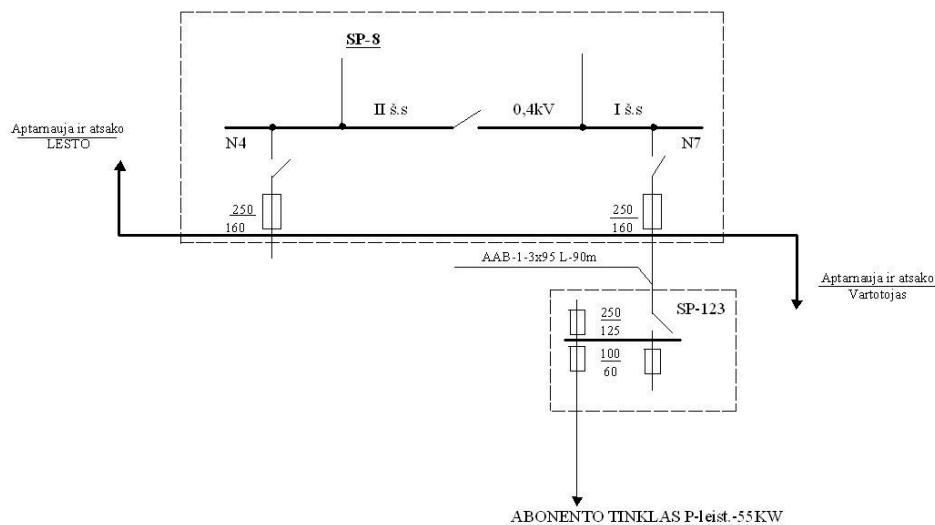 SP-8
II š.s
0,4kV
I š.s
Aptarnauja ir atsako
LESTO
N4
N7
250
160
250
160
AAB-1-3x95 L-90m
Aptarnauja ir atsako
Vartotojas
SP-123
250
125
100
60
ABONENTO TINKLAS P-leist.-55KW